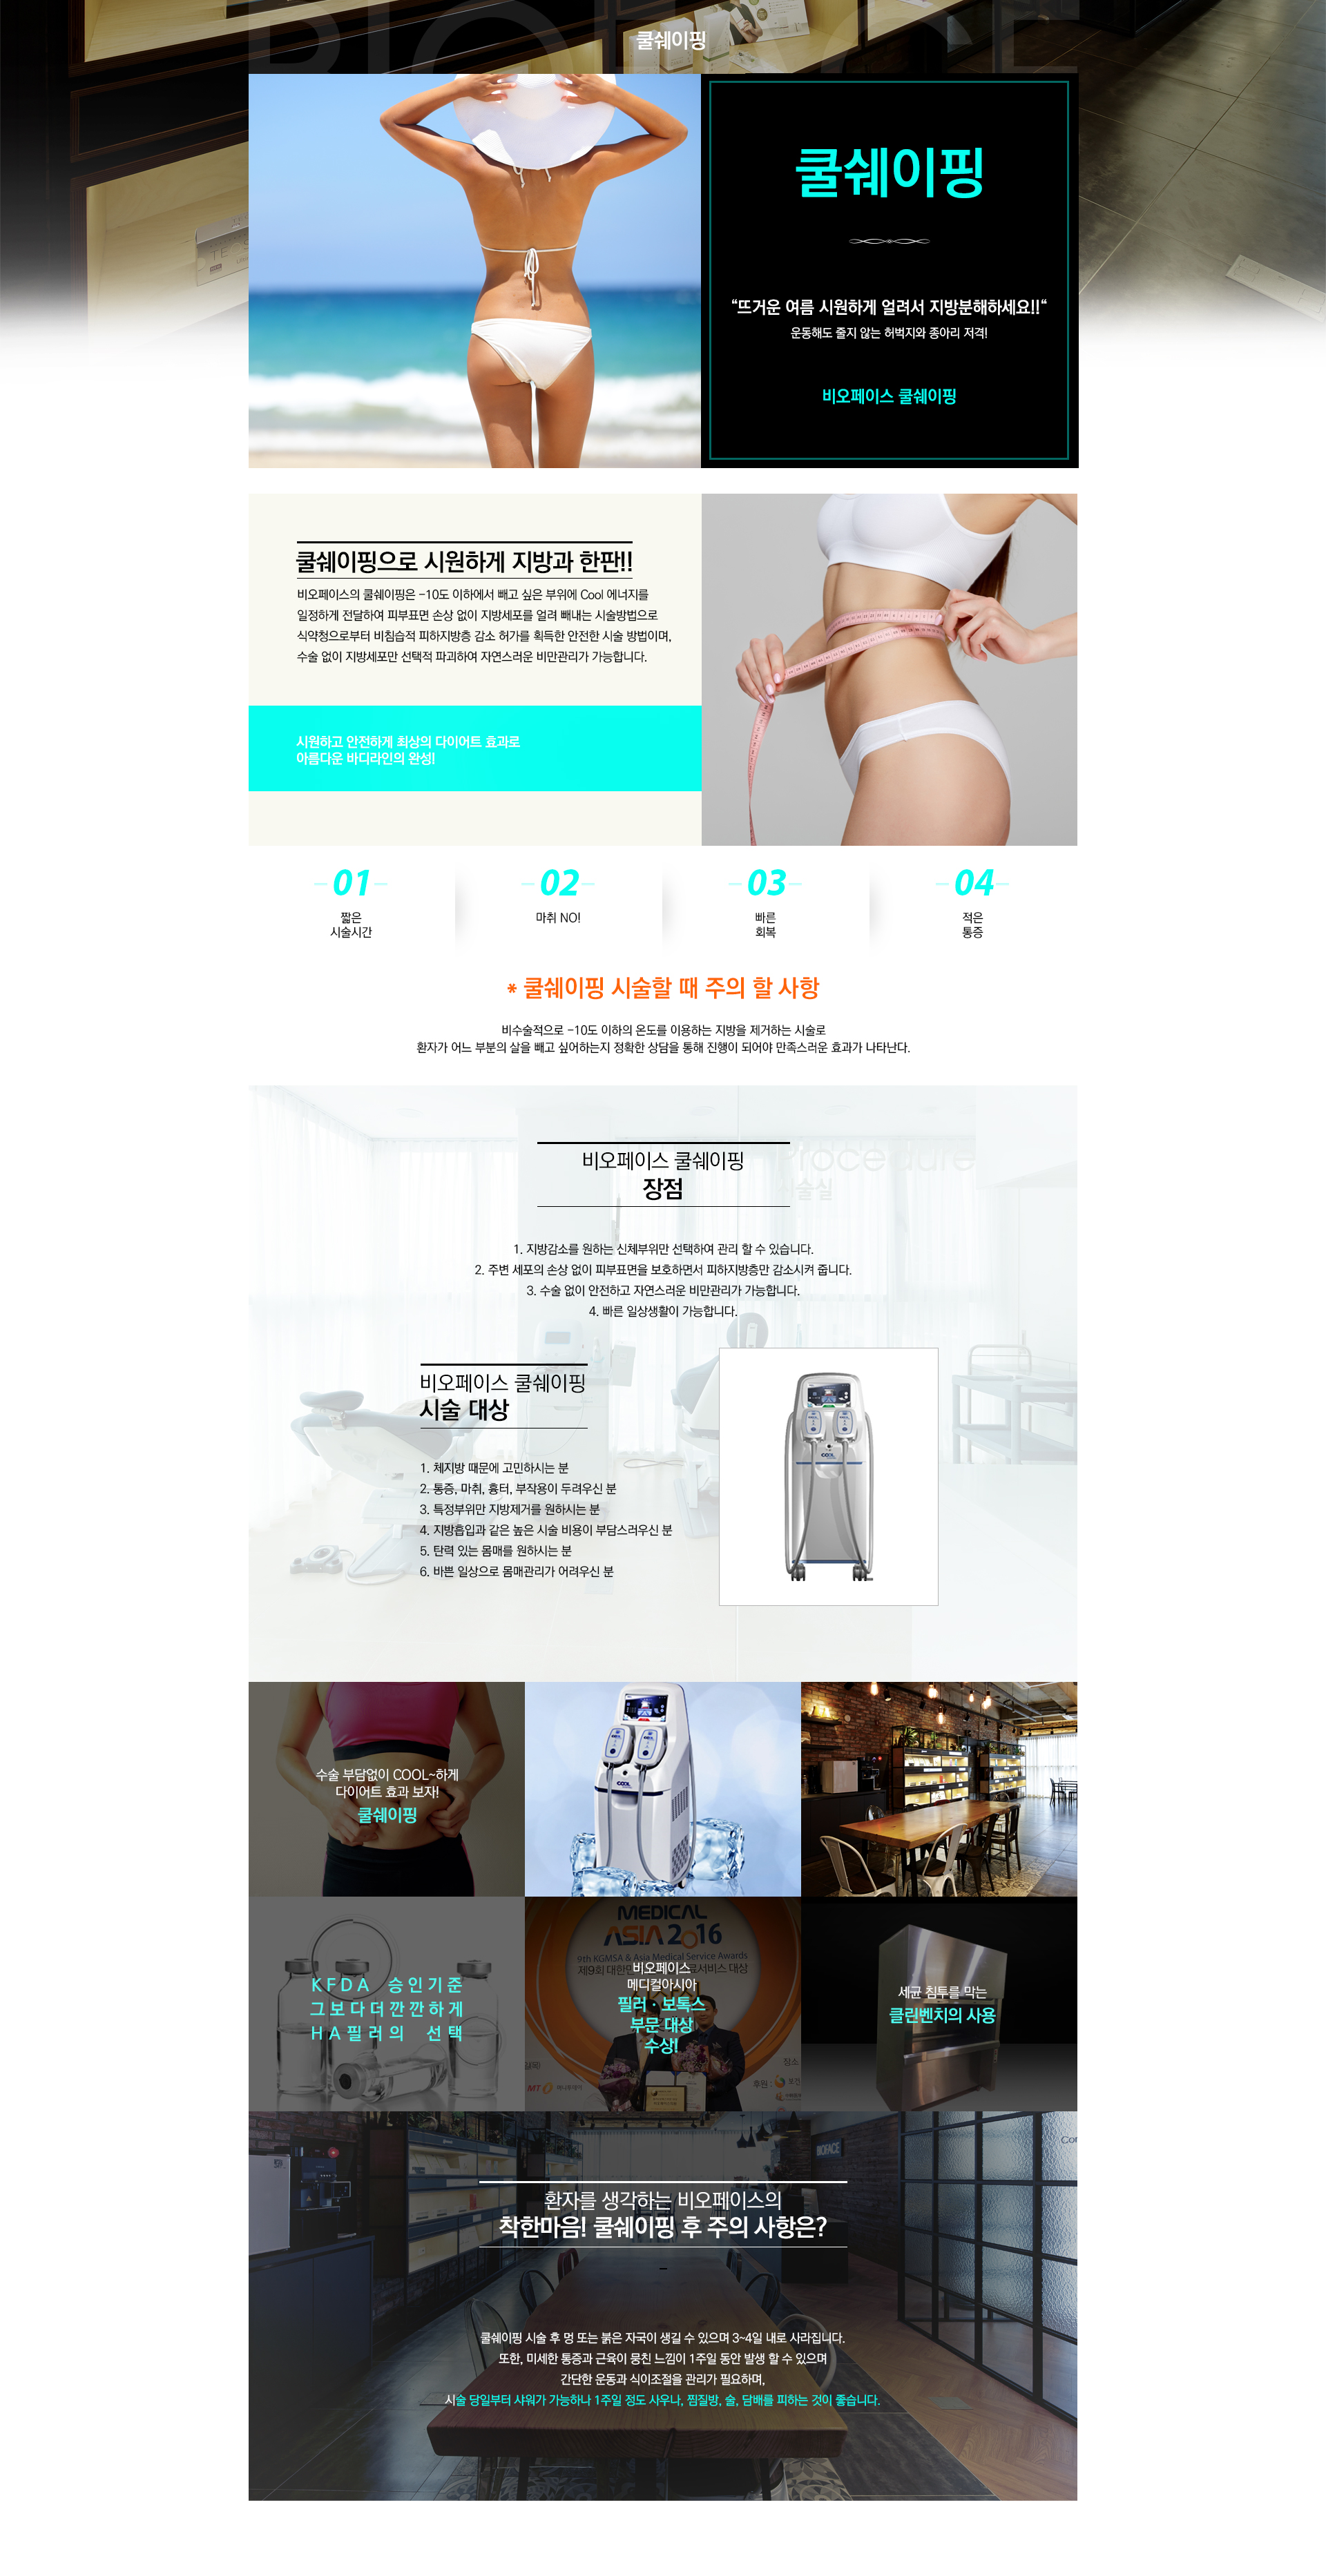 쿨쉐이핑
쿨쉐이핑
“뜨거운 여름 시원하게 얼려서 지방분해하세요!!“
운동해도 줄지 않는 허벅지와 종아리 저격!
비오페이스 쿨쉐이핑
쿨쉐이핑으로 시원하게 지방과 한판!!
비오페이스의 쿨쉐이핑은 -10도 이하에서 빼고 싶은 부위에 Cool 에너지를
일정하게 전달하여 피부표면 손상 없이 지방세포를 얼려 빼내는 시술방법으로
식약청으로부터 비침습적 피하지방층 감소 허가를 획득한 안전한 시술 방법이며,
수술 없이 지방세포만 선택적 파괴하여 자연스러운 비만관리가 가능합니다.
시원하고 안전하게 최상의 다이어트 효과로
아름다운 바디라인의 완성!
01
짧은
시술시간
02
마취 NO!
03
빠른
회복
04
적은
통증
* 쿨쉐이핑 시술할 때 주의 할 사항
비수술적으로 -10도 이하의 온도를 이용하는 지방을 제거하는 시술로
환자가 어느 부분의 살을 빼고 싶어하는지 정확한 상담을 통해 진행이 되어야 만족스러운 효과가 나타난다.
Procedure
시술실
비오페이스 쿨쉐이핑
장점
1. 지방감소를 원하는 신체부위만 선택하여 관리 할 수 있습니다.
2. 주변 세포의 손상 없이 피부표면을 보호하면서 피하지방층만 감소시켜 줍니다.
3. 수술 없이 안전하고 자연스러운 비만관리가 가능합니다.
4. 빠른 일상생활이 가능합니다.
비오페이스 쿨쉐이핑
시술 대상
1. 체지방 때문에 고민하시는 분
2. 통증, 마취, 흉터, 부작용이 두려우신 분
3. 특정부위만 지방제거를 원하시는 분
4. 지방흡입과 같은 높은 시술 비용이 부담스러우신 분
5. 탄력 있는 몸매를 원하시는 분
6. 바쁜 일상으로 몸매관리가 어려우신 분
COOL
수술 부담없이 COOL~하게
다이어트 효과 보자!
쿨쉐이핑
COOL
KFDA 승인기준
그보다더깐깐하게
HA필러의 선택
MEDICAL
ASIA 2016
9th KGMSA & Asia Medical Service Awards
비오페이스
메디컬아시아
필러·보톡스
부문 대상
수상!
세균 침투를 막는
클린벤치의 사용
BIOFACE
환자를 생각하는 비오페이스의
착한마음! 쿨쉐이핑 후 주의 사항은?
쿨쉐이핑 시술 후 멍 또는 붉은 자국이 생길 수 있으며 3~4일 내로 사라집니다.
또한, 미세한 통증과 근육이 뭉친 느낌이 1주일 동안 발생 할 수 있으며
간단한 운동과 식이조절을 관리가 필요하며,
시술 당일부터 샤워가 가능하나 1주일 정도 사우나, 찜질방, 술, 담배를 피하는 것이 좋습니다.